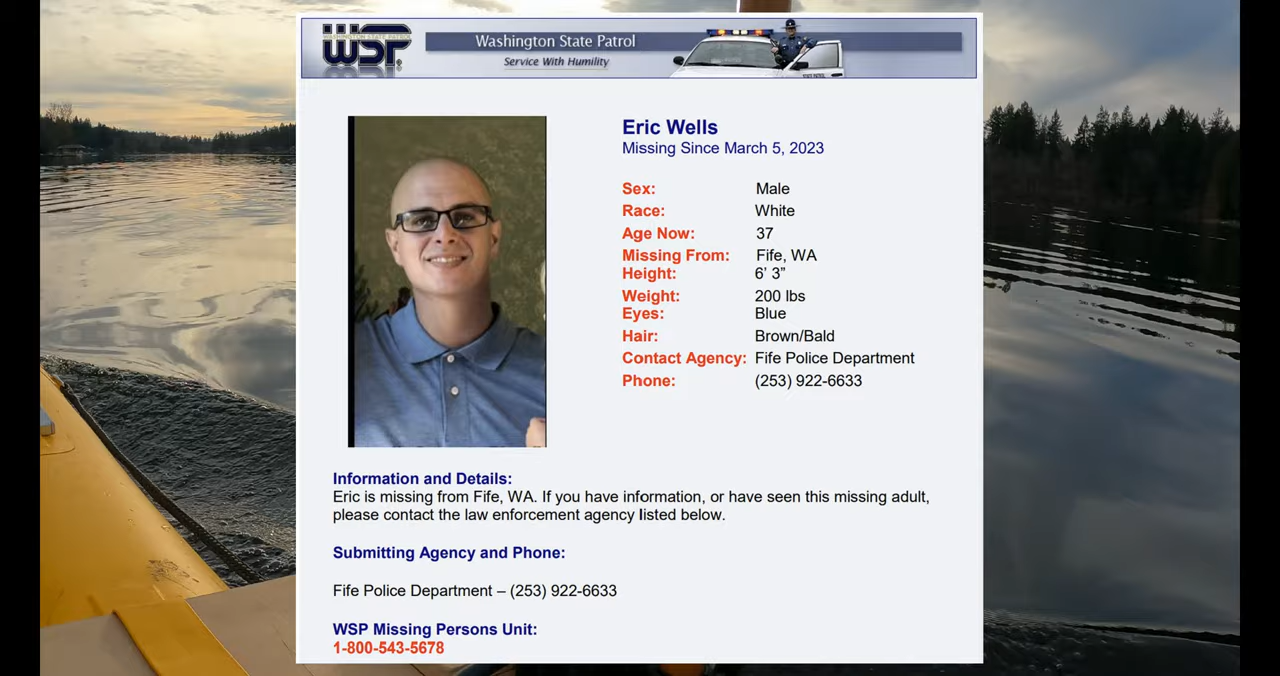 WSP
Washington State Patrol
Service With Humility
Eric Wells
Missing Since March 5, 2023
Sex: Male
Race: White
Age Now: 37
Missing From: Fife, WA
Height: 6' 3”
Weight: 200 lbs
Eyes: Blue
Hair: Brown/Bald
Contact Agency: Fife Police Department
Phone: (253) 922-6633
Information and Details:
Eric is missing from Fife, WA. If you have information, or have seen this missing adult,
please contact the law enforcement agency listed below.
Submitting Agency and Phone:
Fife Police Department – (253) 922-6633
WSP Missing Persons Unit:
1-800-543-5678